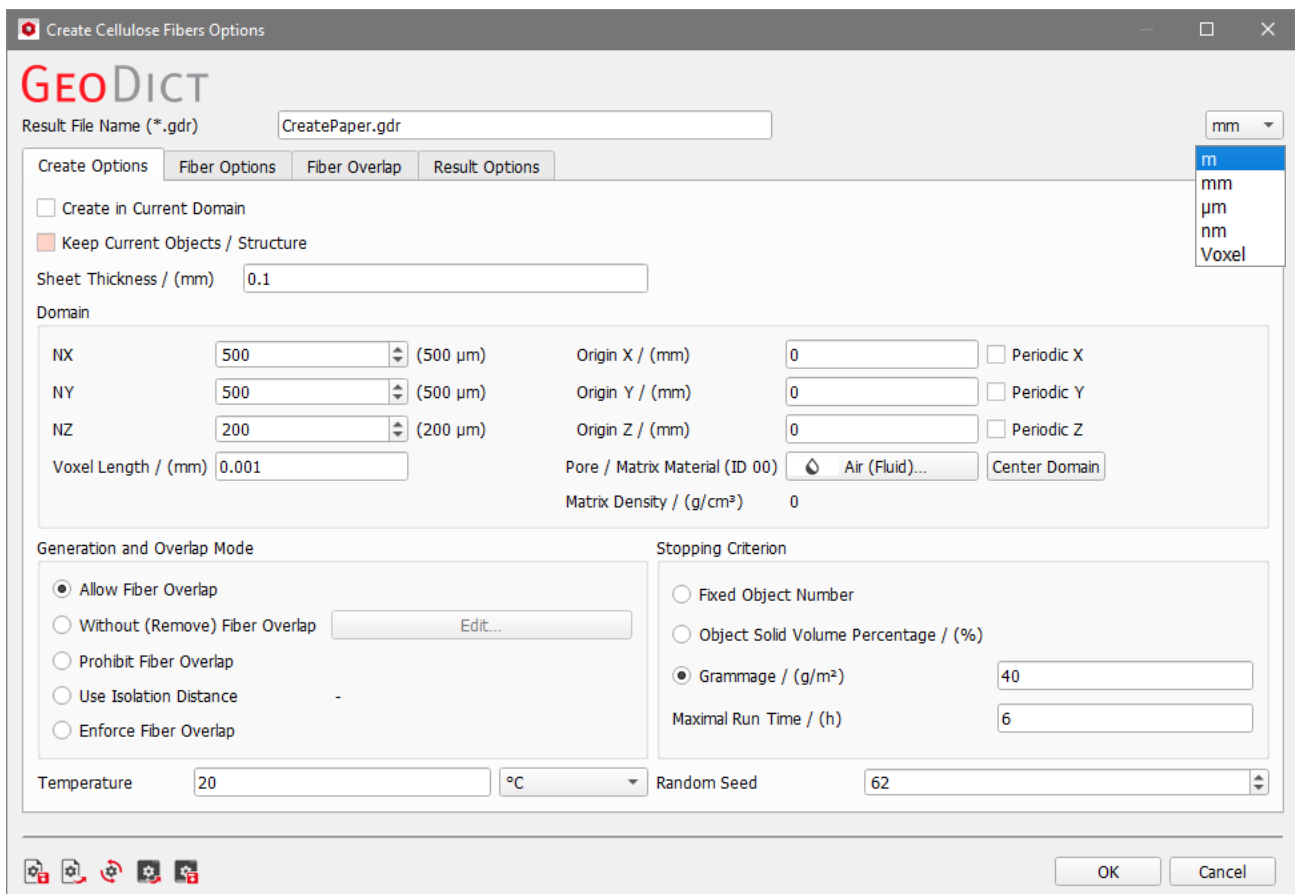 Create Cellulose Fibers Options
GEODICT
Result File Name (*.gdr) CreatePaper.gdr mm
Create Options Fiber Options Fiber Overlap Result Options
m
mm
µm
nm
Voxel
Create in Current Domain
Keep Current Objects / Structure
Sheet Thickness / (mm) 0.1
Domain
NX 500 (500 µm) Origin X / (mm) 0 Periodic X
NY 500 (500 µm) Origin Y / (mm) 0 Periodic Y
NZ 200 (200 µm) Origin Z / (mm) 0 Periodic Z
Voxel Length / (mm) 0.001 Pore / Matrix Material (ID 00) Air (Fluid)... Center Domain
Matrix Density / (g/cm³) 0
Generation and Overlap Mode Stopping Criterion
Allow Fiber Overlap Fixed Object Number
Without (Remove) Fiber Overlap Edit... Object Solid Volume Percentage / (%)
Prohibit Fiber Overlap Grammage / (g/m²) 40
Use Isolation Distance - Maximal Run Time / (h) 6
Enforce Fiber Overlap
Temperature 20 °C Random Seed 62
OK Cancel